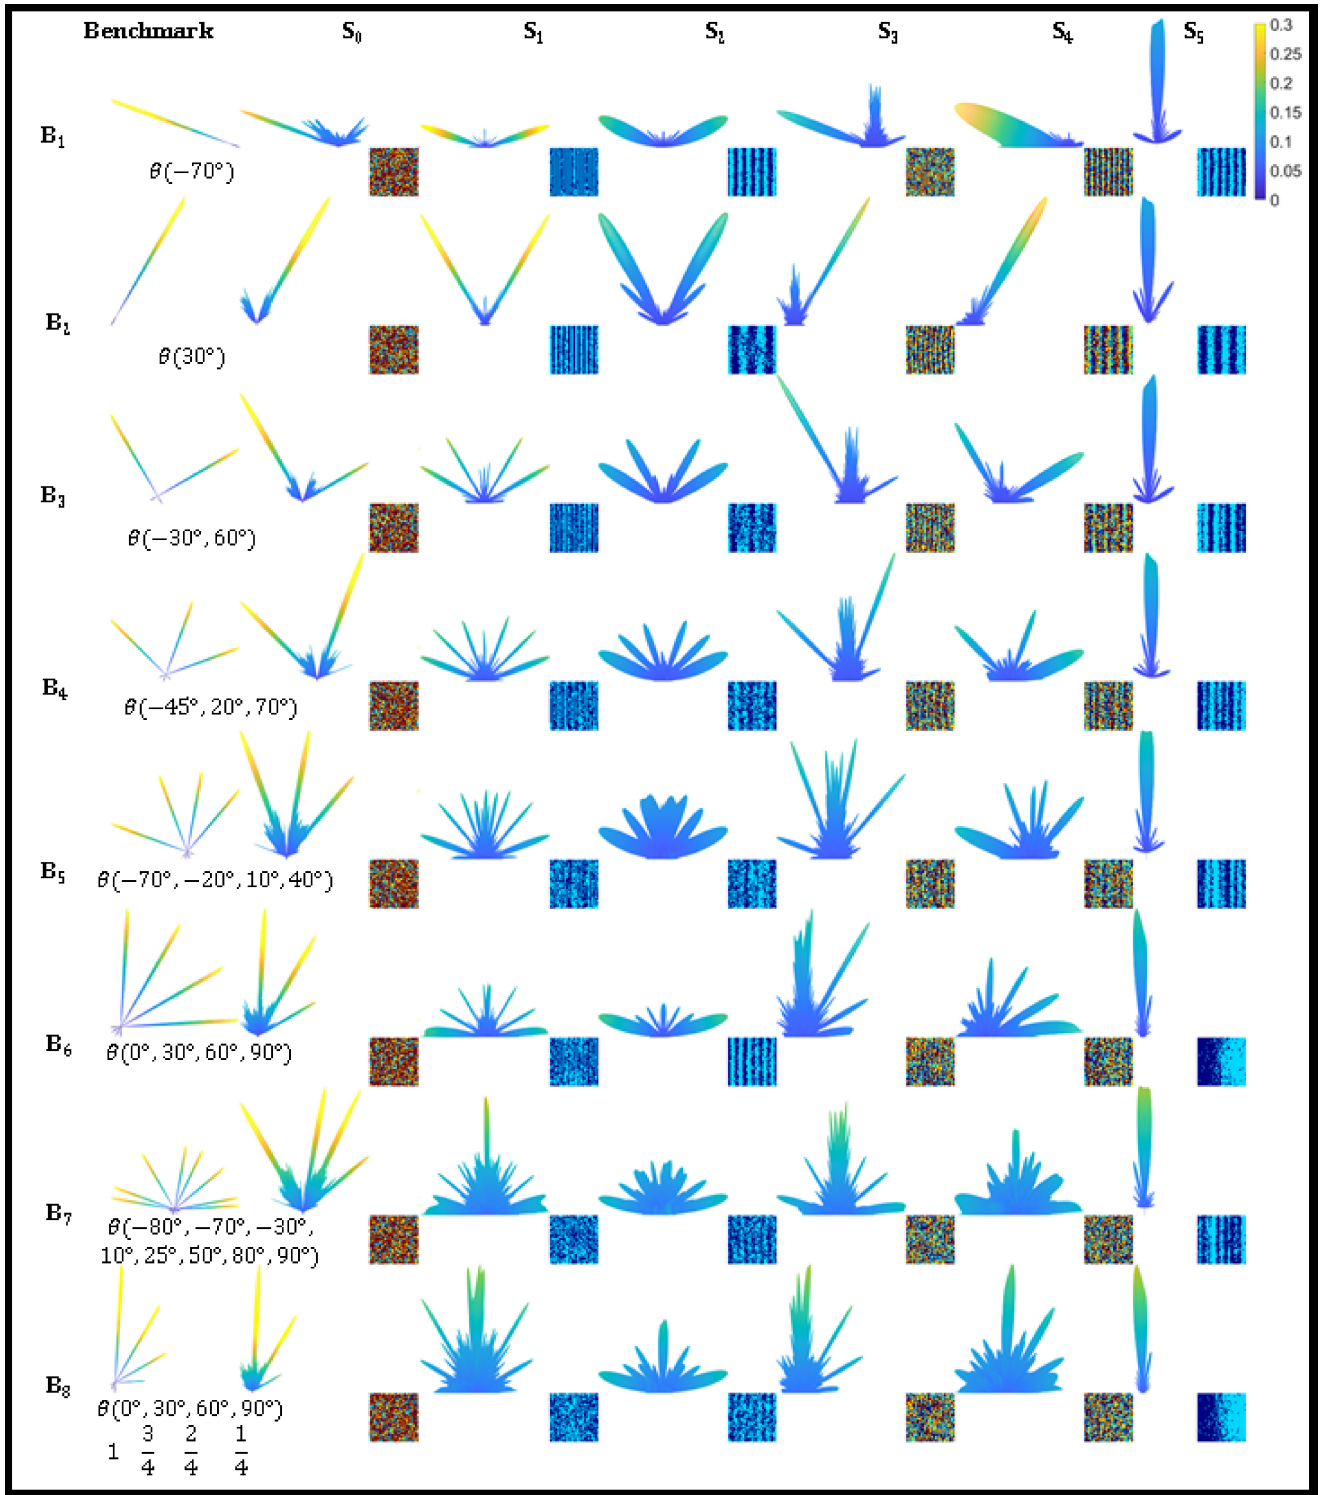 Benchmark S₀ S₁ S₂ S₃ S₄ S₅
0.3
0.25
0.2
0.15
0.1
0.05
0
B₁
θ(−70°)
B₂
θ(30°)
B₃
θ(−30°, 60°)
B₄
θ(−45°, 20°, 70°)
B₅
θ(−70°, −20°, 10°, 40°)
B₆
θ(0°, 30°, 60°, 90°)
B₇
θ(−80°, −70°, −30°,
10°, 25°, 50°, 80°, 90°)
B₈
θ(0°, 30°, 60°, 90°)
1 3/4 2/4 1/4